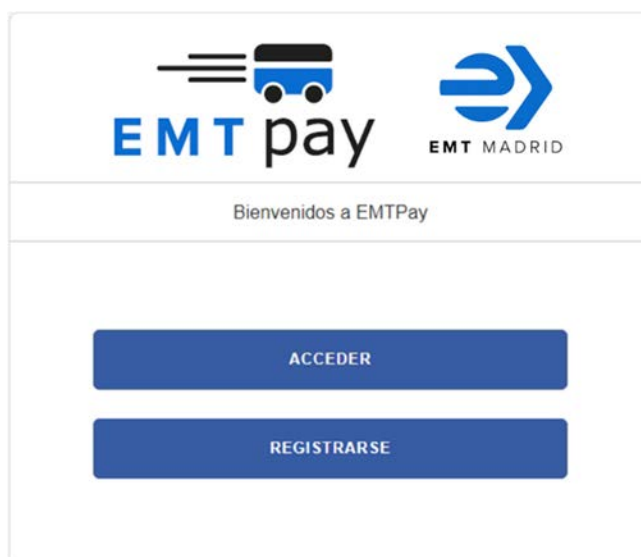 EMT pay
EMT MADRID
Bienvenidos a EMTPay
ACCEDER
REGISTRARSE